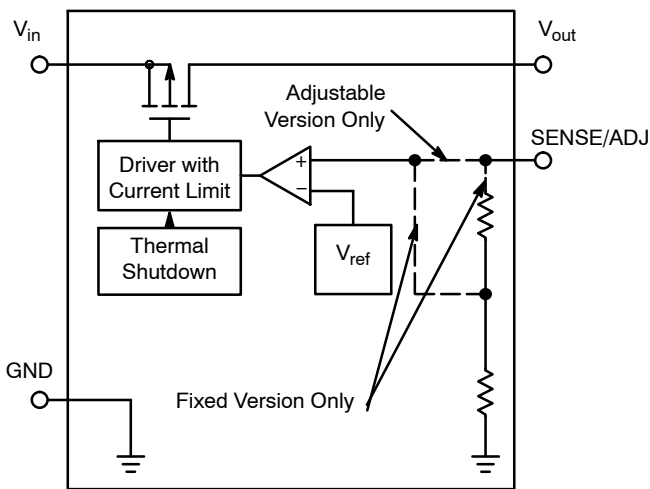 V_in
V_out
Adjustable
Version Only
SENSE/ADJ
Driver with
Current Limit
+
−
Thermal
Shutdown
V_ref
GND
Fixed Version Only